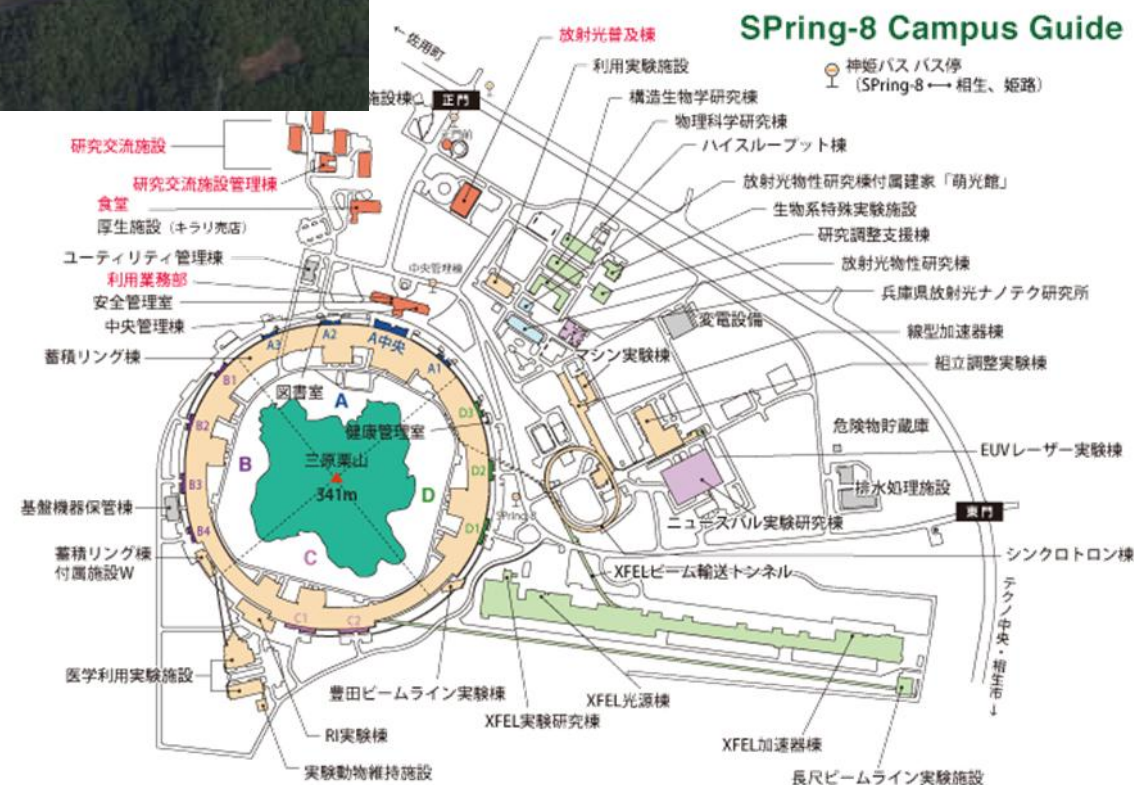 SPring-8 Campus Guide
神姫バス バス停
（SPring-8 ⟷ 相生、姫路）
← 佐用町
放射光普及棟
利用実験施設
施設棟
正門
構造生物学研究棟
正門前
物理科学研究棟
ハイスループット棟
研究交流施設
放射光物性研究棟付属建家「萌光館」
研究交流施設管理棟
食堂
生物系特殊実験施設
厚生施設（キラリ売店）
研究調整支援棟
ユーティリティ管理棟
中央管理棟
放射光物性研究棟
利用業務部
兵庫県放射光ナノテク研究所
安全管理室
変電設備
中央管理棟
線型加速器棟
A3
A2
A中央
A1
マシン実験棟
蓄積リング棟
組立調整実験棟
B1
図書室
A
D3
B2
健康管理室
危険物貯蔵庫
EUVレーザー実験棟
B
三原栗山
D2
B3
341m
D
排水処理施設
基盤機器保管棟
SPring-8
東門
ニュースバル実験研究棟
B4
D1
蓄積リング棟
付属施設W
C
シンクロトロン棟
XFELビーム輸送トンネル
テクノ中央・相生市→
C1
C2
医学利用実験施設
豊田ビームライン実験棟
XFEL光源棟
XFEL実験研究棟
RI実験棟
XFEL加速器棟
実験動物維持施設
長尺ビームライン実験施設